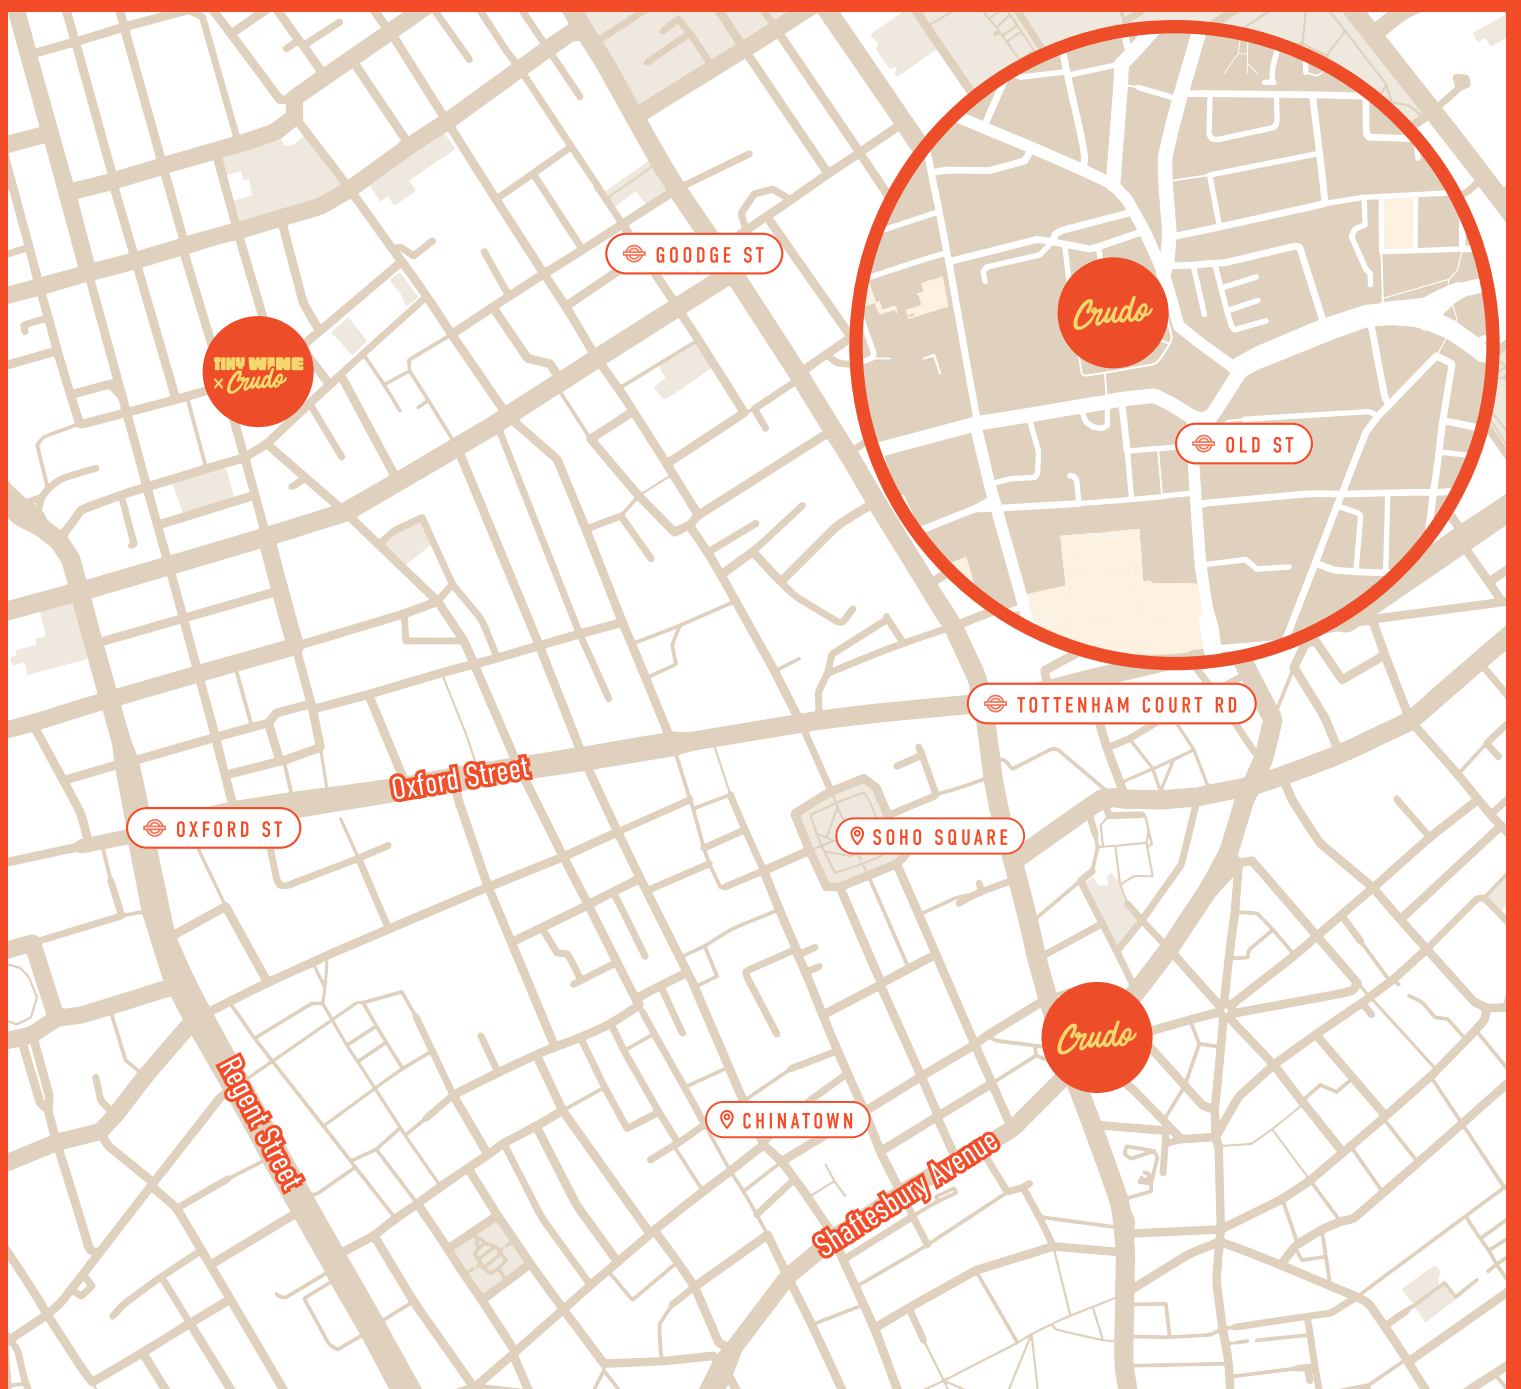 GOODGE ST
Crudo
TINY WINE
× Crudo
OLD ST
TOTTENHAM COURT RD
Oxford Street
OXFORD ST
SOHO SQUARE
Crudo
Regent Street
CHINATOWN
Shaftesbury Avenue